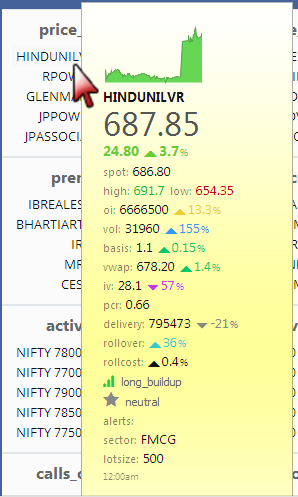 price_
HINDUNILV
RPOW
GLENM
JPPOW
JPASSOCIA
prem
IBREALES
BHARTIART
IR
MR
CES
activ
NIFTY 7800
NIFTY 7700
NIFTY 7900
NIFTY 7850
NIFTY 7750
calls_c
HINDUNILVR
687.85
24.80 ▲ 3.7%
spot: 686.80
high: 691.7 low: 654.35
oi: 6666500 ▲ 13.3%
vol: 31960 ▲ 155%
basis: 1.1 ▲ 0.15%
vwap: 678.20 ▲ 1.4%
iv: 28.1 ▼ 57%
pcr: 0.66
delivery: 795473 ▼ -21%
rollover: ▲ 36%
rollcost: ▲ 0.4%
long_buildup
neutral
alerts:
sector: FMCG
lotsize: 500
12:00am